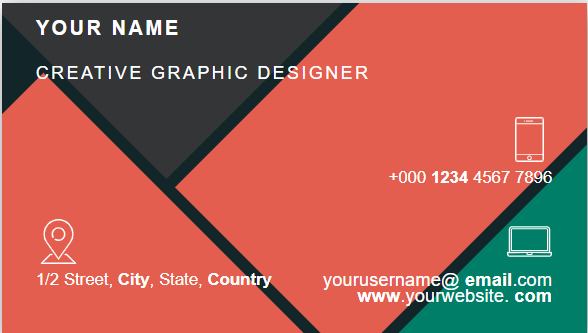 YOUR NAME
CREATIVE GRAPHIC DESIGNER
+000 1234 4567 7896
1/2 Street, City, State, Country
yourusername@ email.com
www.yourwebsite. com